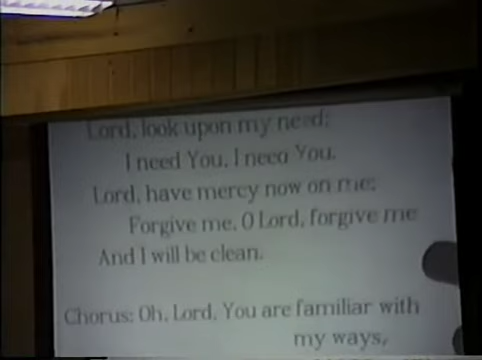 Lord, look upon my need;
I need You, I need You.
Lord, have mercy now on me;
Forgive me, O Lord, forgive me
And I will be clean.
Chorus: Oh, Lord, You are familiar with
my ways,